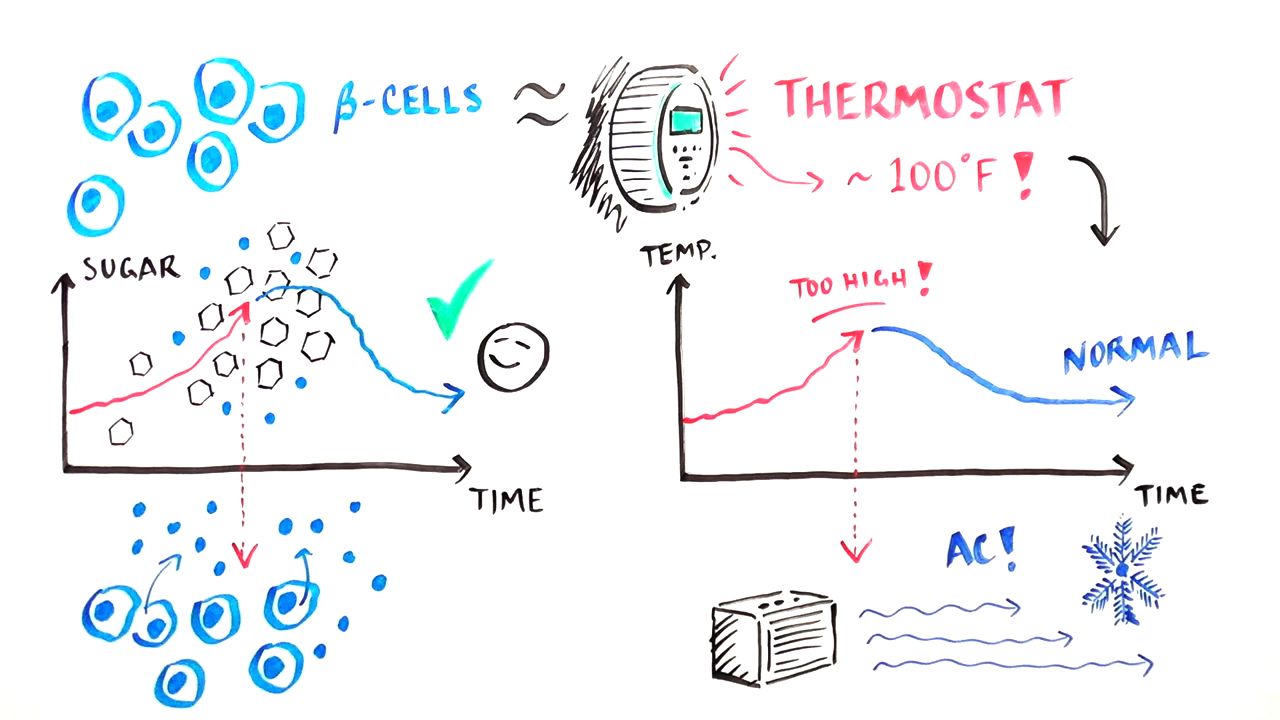 β-CELLS ≈ THERMOSTAT
~ 100°F !
SUGAR
TIME
TEMP.
TOO HIGH !
NORMAL
TIME
AC!